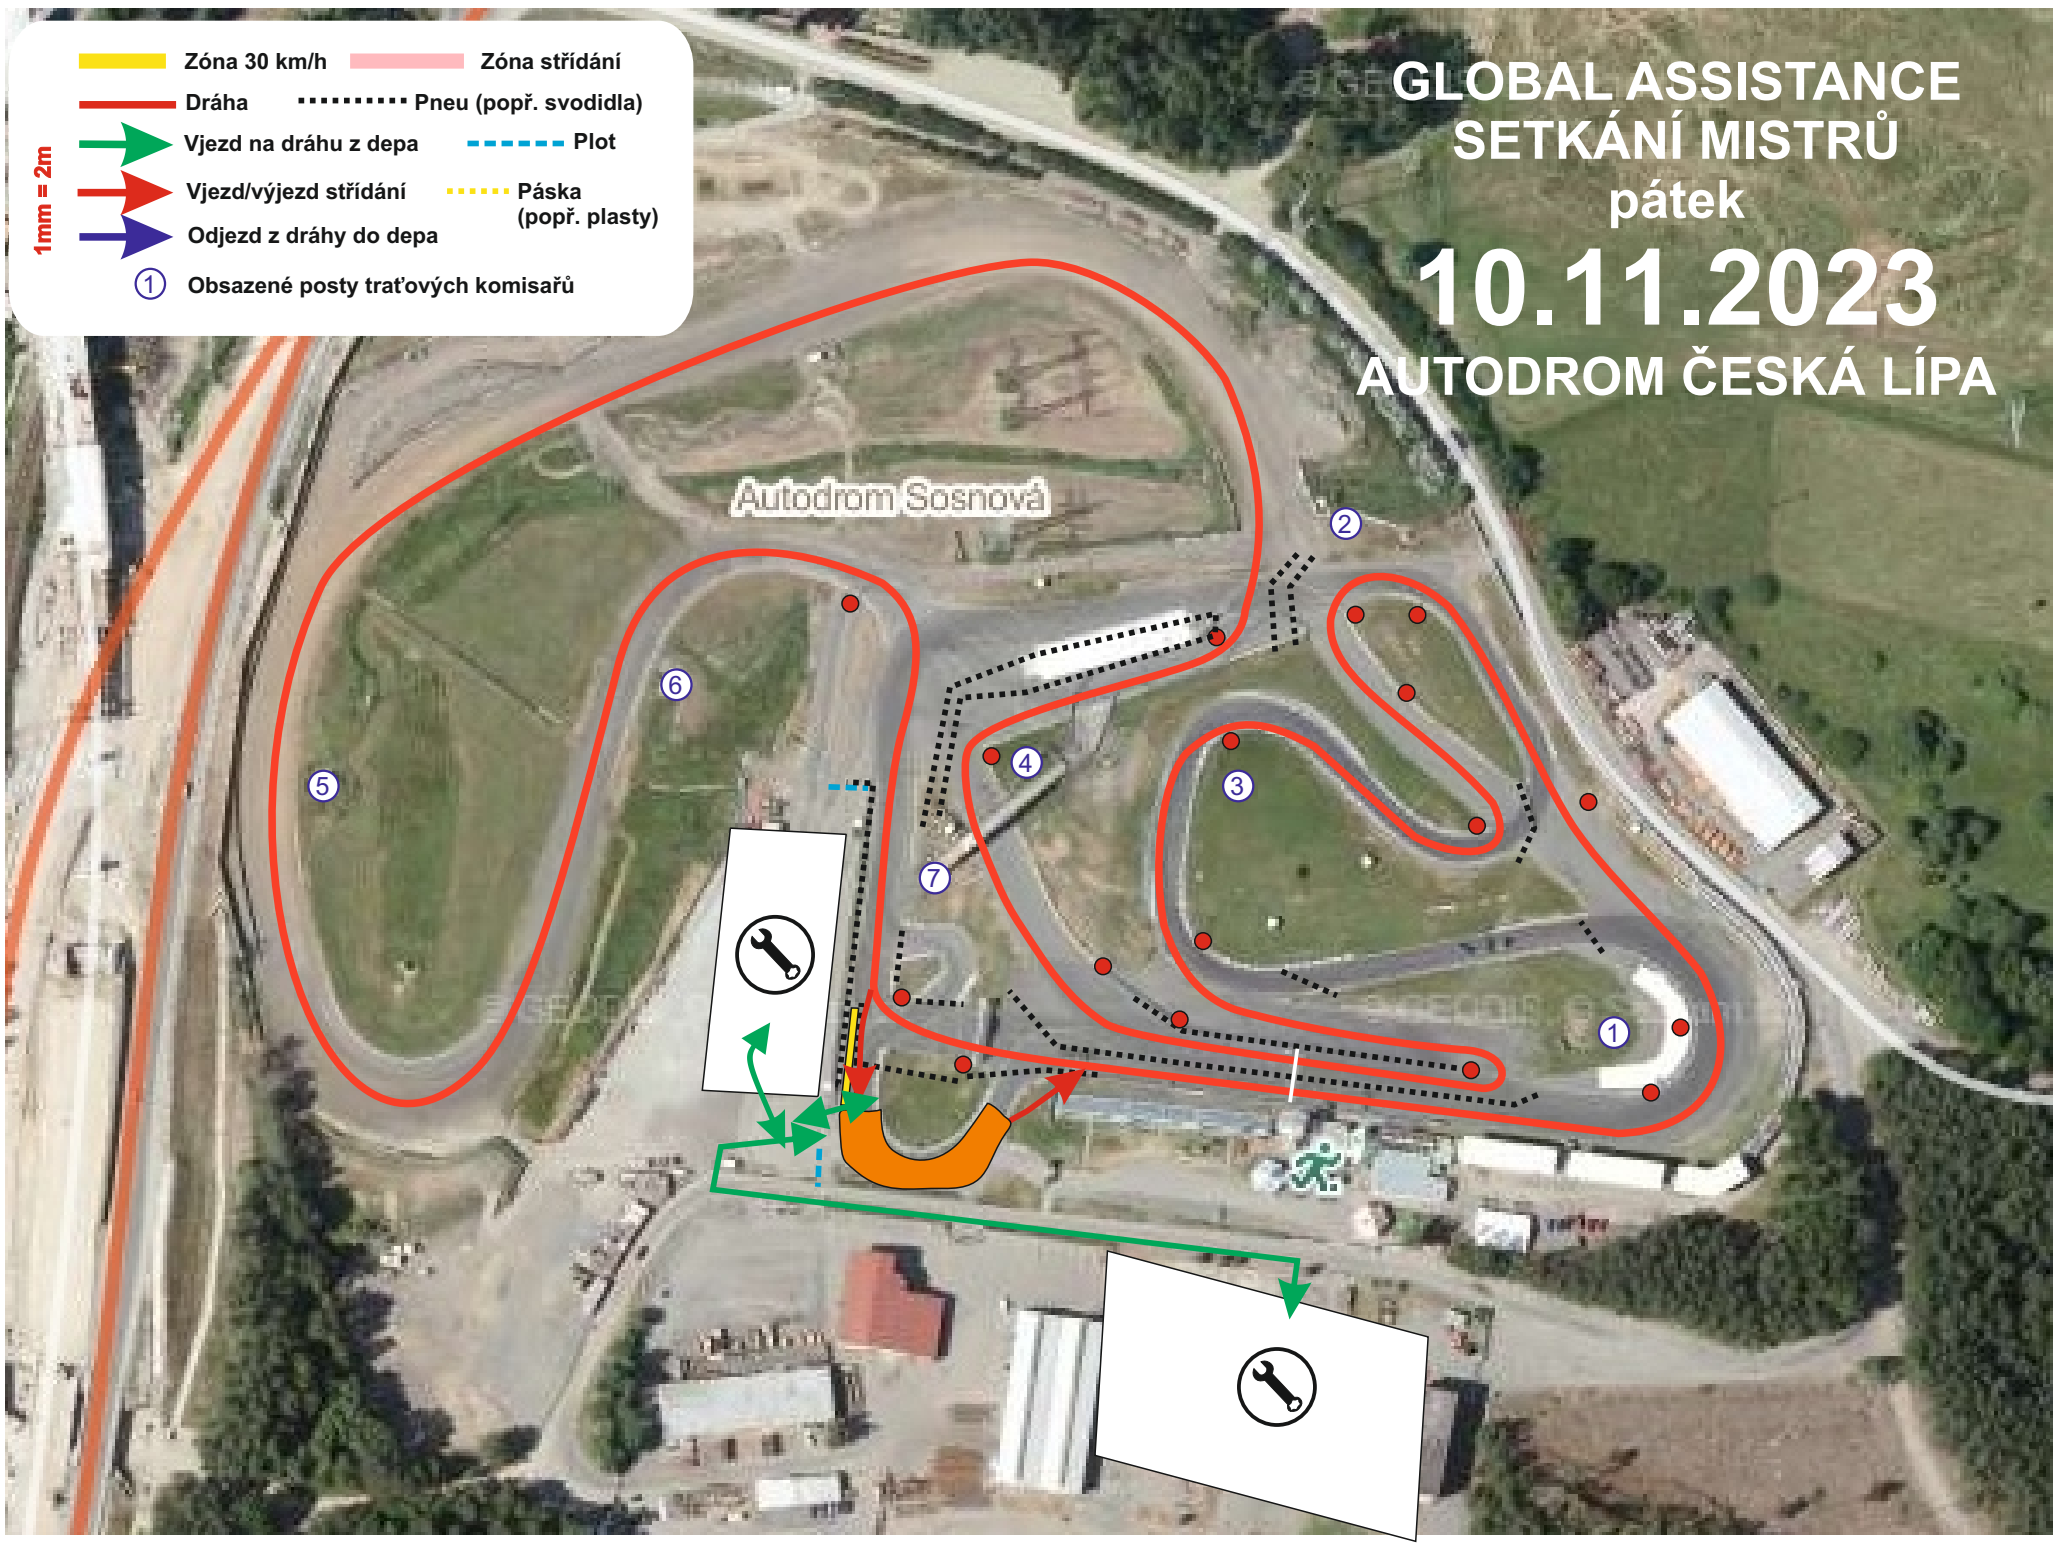 Zóna 30 km/h
Zóna střídání
Dráha
Pneu (popř. svodidla)
Vjezd na dráhu z depa
Plot
Vjezd/výjezd střídání
Páska
(popř. plasty)
Odjezd z dráhy do depa
1
Obsazené posty traťových komisařů
1mm = 2m
GLOBAL ASSISTANCE
SETKÁNÍ MISTRŮ
pátek
10.11.2023
AUTODROM ČESKÁ LÍPA
Autodrom Sosnová
2
6
4
3
5
7
1